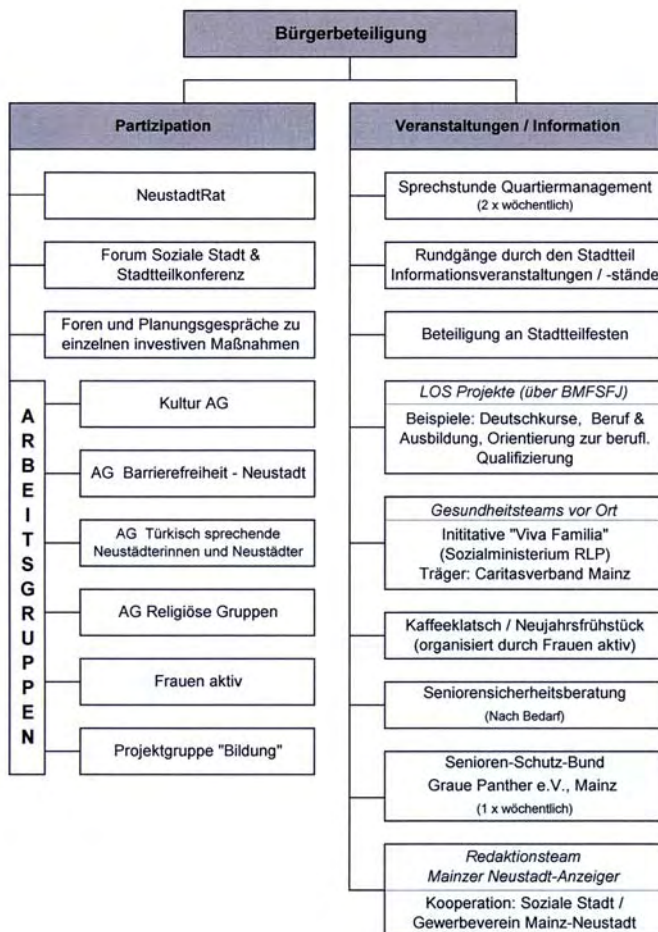 Bürgerbeteiligung
Partizipation
NeustadtRat
Forum Soziale Stadt &
Stadtteilkonferenz
Foren und Planungsgespräche zu
einzelnen investiven Maßnahmen
ARBEITSGRUPPEN
Kultur AG
AG Barrierefreiheit - Neustadt
AG Türkisch sprechende
Neustädterinnen und Neustädter
AG Religiöse Gruppen
Frauen aktiv
Projektgruppe "Bildung"
Veranstaltungen / Information
Sprechstunde Quartiermanagement
(2 x wöchentlich)
Rundgänge durch den Stadtteil
Informationsveranstaltungen / -stände
Beteiligung an Stadtteilfesten
LOS Projekte (über BMFSFJ)
Beispiele: Deutschkurse, Beruf &
Ausbildung, Orientierung zur berufl.
Qualifizierung
Gesundheitsteams vor Ort
Inititative "Viva Familia"
(Sozialministerium RLP)
Träger: Caritasverband Mainz
Kaffeeklatsch / Neujahrsfrühstück
(organisiert durch Frauen aktiv)
Seniorensicherheitsberatung
(Nach Bedarf)
Senioren-Schutz-Bund
Graue Panther e.V., Mainz
(1 x wöchentlich)
Redaktionsteam
Mainzer Neustadt-Anzeiger
Kooperation: Soziale Stadt /
Gewerbeverein Mainz-Neustadt